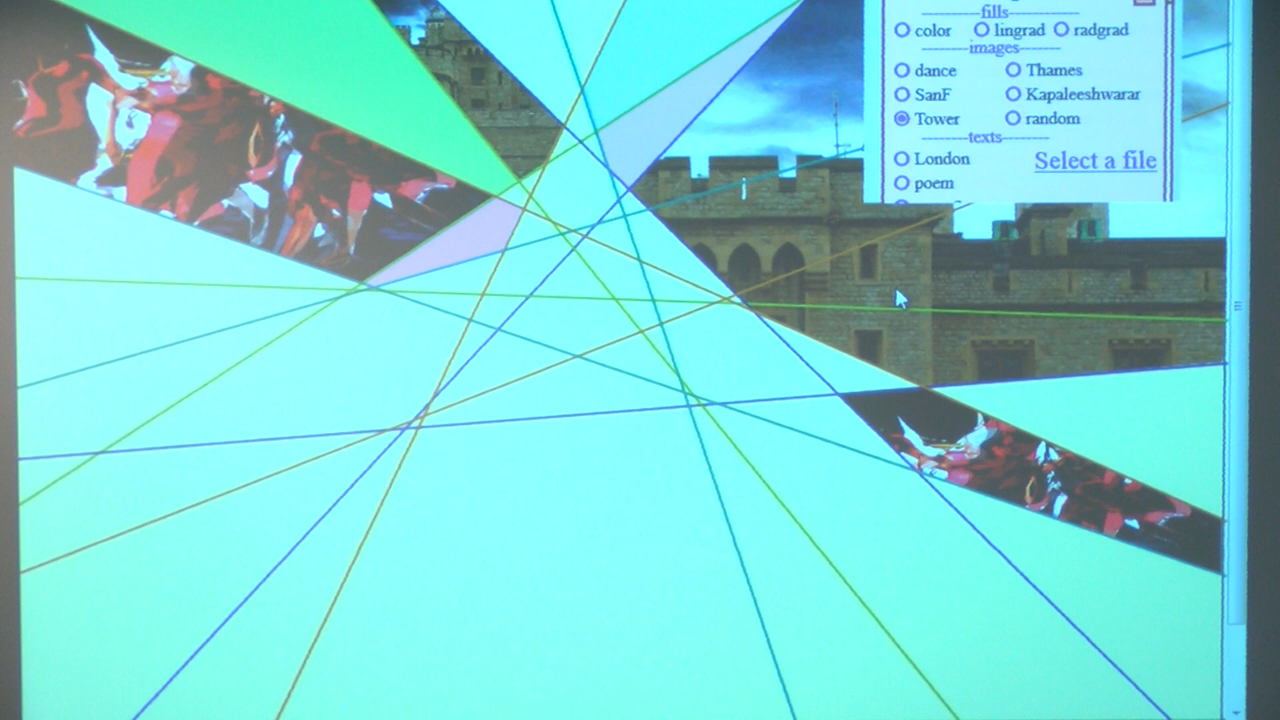 fills
color lingrad radgrad
images
dance Thames
SanF Kapaleeshwarar
Tower random
texts
London Select a file
poem